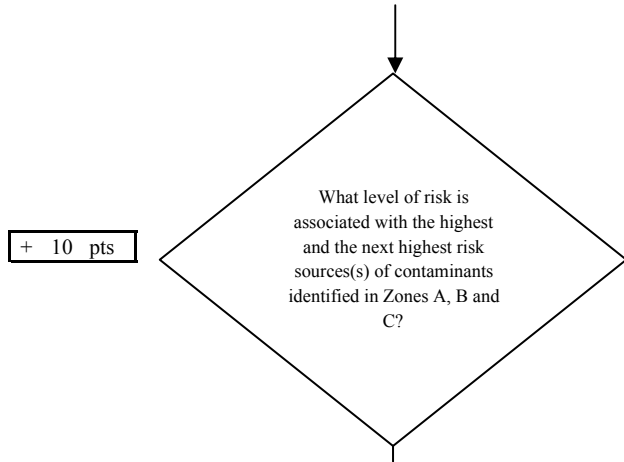 What level of risk is
associated with the highest
and the next highest risk
sources(s) of contaminants
identified in Zones A, B and
C?
+ 10 pts